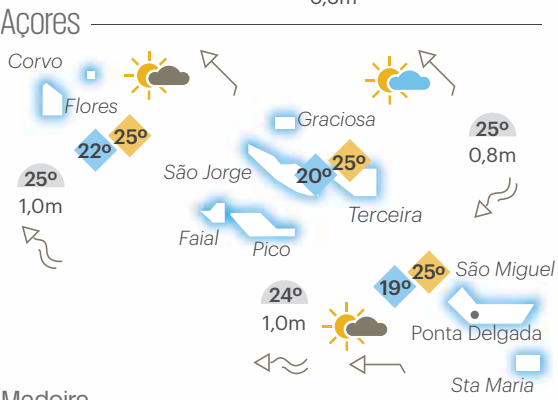 Açores
Corvo
Flores
22º 25º
25º
1,0m
Graciosa
São Jorge
20º 25º
Terceira
Faial
Pico
25º
0,8m
24º
1,0m
19º 25º
São Miguel
Ponta Delgada
Sta Maria